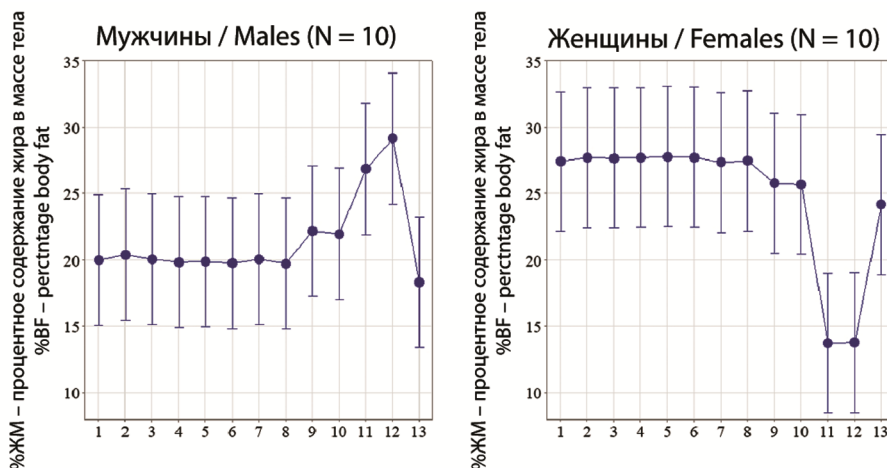 Мужчины / Males (N = 10)
%ЖМ – процентное содержание жира в массе тела
%BF – perctntage body fat
35
30
25
20
15
10
1 2 3 4 5 6 7 8 9 10 11 12 13
Женщины / Females (N = 10)
%ЖМ – процентное содержание жира в массе тела
%BF – perctntage body fat
35
30
25
20
15
10
1 2 3 4 5 6 7 8 9 10 11 12 13